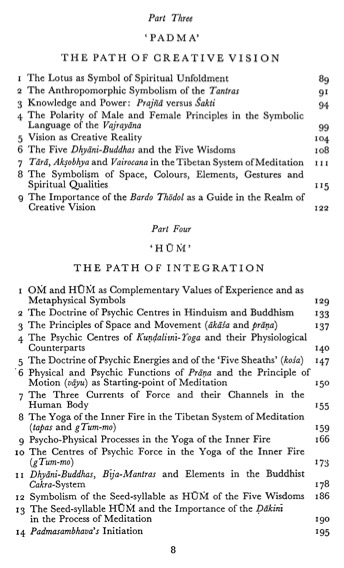 Part Three
'PADMA'
THE PATH OF CREATIVE VISION
1 The Lotus as Symbol of Spiritual Unfoldment 89
2 The Anthropomorphic Symbolism of the Tantras 91
3 Knowledge and Power: Prajñā versus Śakti 94
4 The Polarity of Male and Female Principles in the Symbolic
Language of the Vajrayāna 99
5 Vision as Creative Reality 104
6 The Five Dhyāni-Buddhas and the Five Wisdoms 108
7 Tārā, Akṣobhya and Vairocana in the Tibetan System of Meditation 111
8 The Symbolism of Space, Colours, Elements, Gestures and
Spiritual Qualities 115
9 The Importance of the Bardo Thödol as a Guide in the Realm of
Creative Vision 122
Part Four
'HŪṀ'
THE PATH OF INTEGRATION
1 OṀ and HŪṀ as Complementary Values of Experience and as
Metaphysical Symbols 129
2 The Doctrine of Psychic Centres in Hinduism and Buddhism 133
3 The Principles of Space and Movement (ākāśa and prāṇa) 137
4 The Psychic Centres of Kuṇḍalini-Yoga and their Physiological
Counterparts 140
5 The Doctrine of Psychic Energies and of the 'Five Sheaths' (kośa) 147
6 Physical and Psychic Functions of Prāṇa and the Principle of
Motion (vāyu) as Starting-point of Meditation 150
7 The Three Currents of Force and their Channels in the
Human Body 155
8 The Yoga of the Inner Fire in the Tibetan System of Meditation
(tapas and gTum-mo) 159
9 Psycho-Physical Processes in the Yoga of the Inner Fire 166
10 The Centres of Psychic Force in the Yoga of the Inner Fire
(gTum-mo) 173
11 Dhyāni-Buddhas, Bīja-Mantras and Elements in the Buddhist
Cakra-System 178
12 Symbolism of the Seed-syllable HŪṀ of the Five Wisdoms 186
13 The Seed-syllable HŪṀ and the Importance of the Ḍākinī
in the Process of Meditation 190
14 Padmasambhava's Initiation 195
8